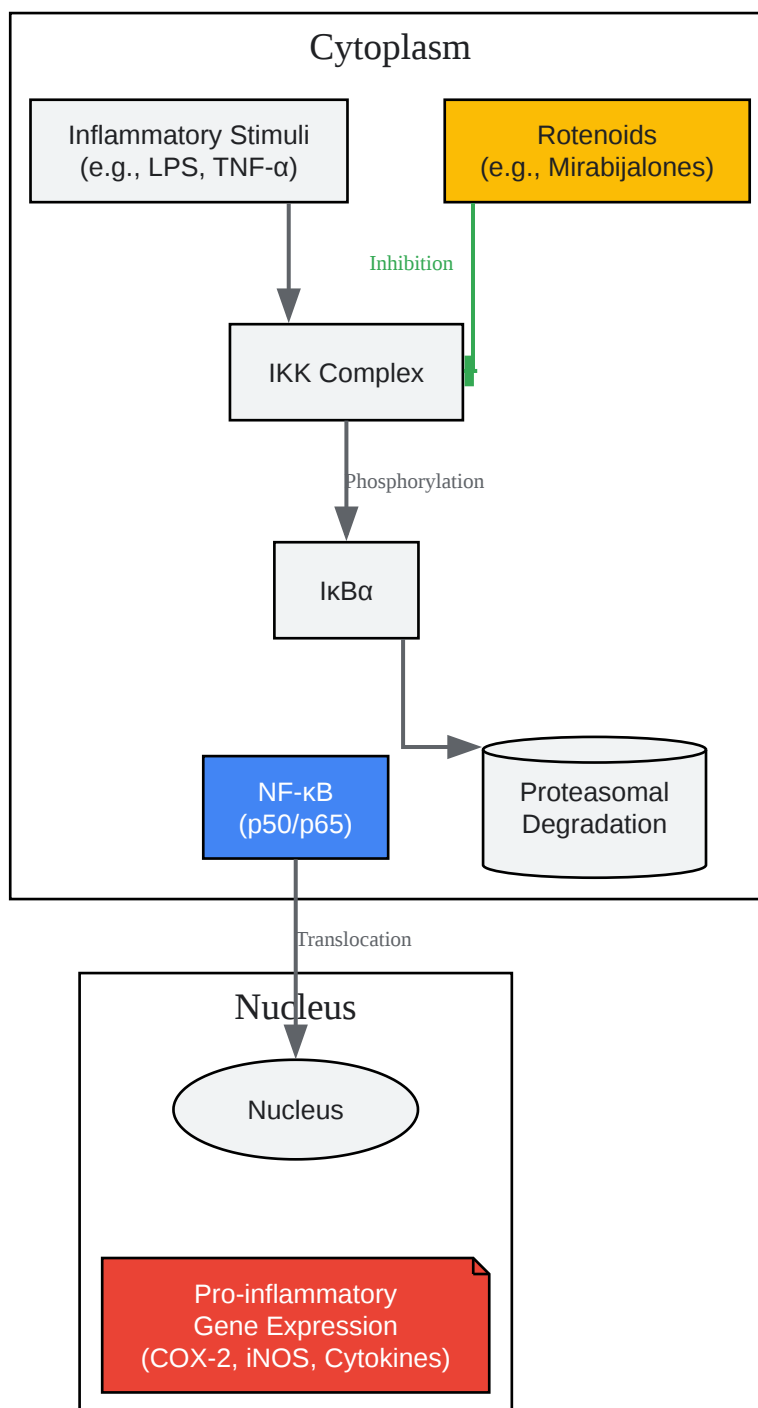 Cytoplasm
Inflammatory Stimuli
(e.g., LPS, TNF-α)
Rotenoids
(e.g., Mirabijalones)
Inhibition
IKK Complex
Phosphorylation
IκBα
NF-κB
(p50/p65)
Proteasomal
Degradation
Translocation
Nucleus
Nucleus
Pro-inflammatory
Gene Expression
(COX-2, iNOS, Cytokines)